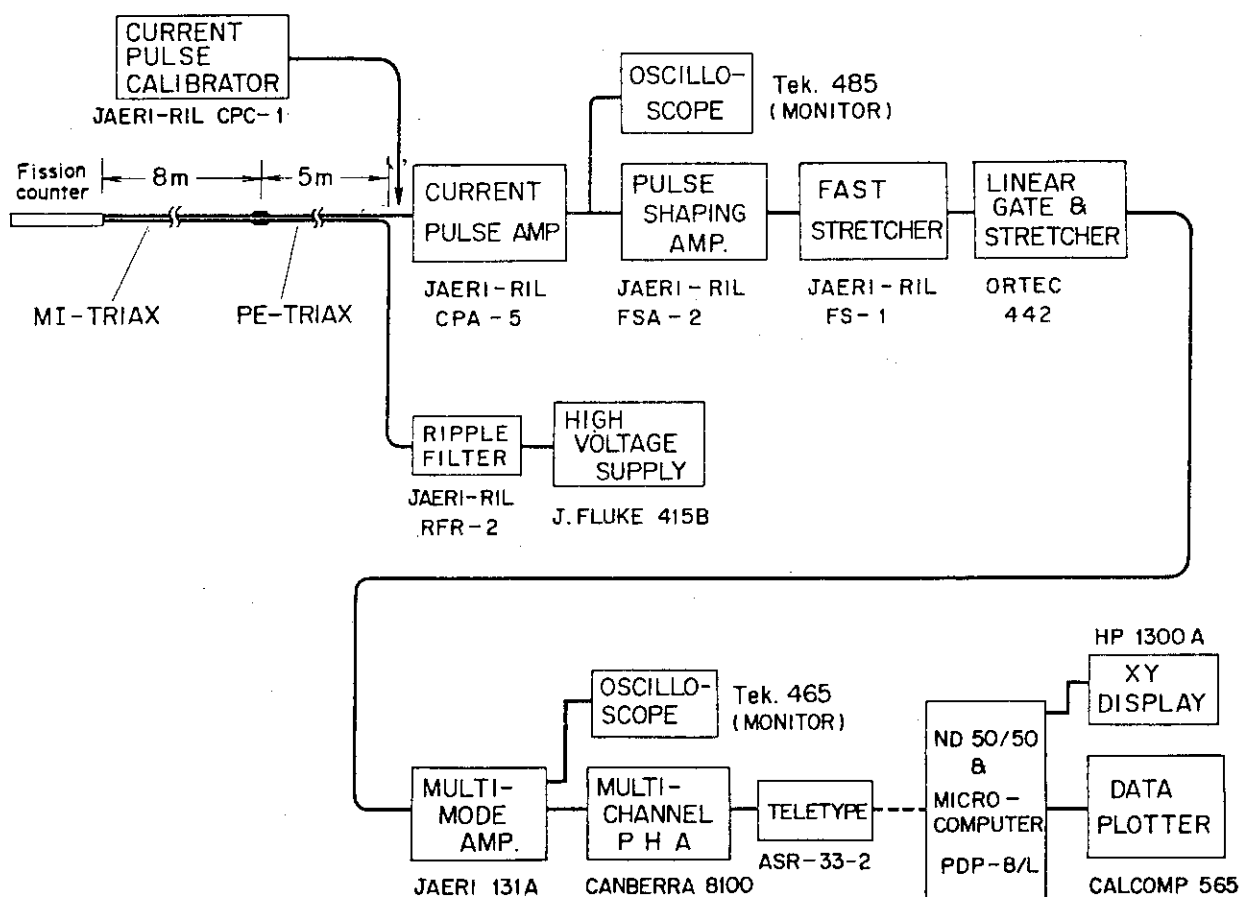 CURRENT
PULSE
CALIBRATOR
JAERI-RIL CPC-1
OSCILLO-
SCOPE
Tek. 485
(MONITOR)
Fission
counter
8m
5m
MI-TRIAX
PE-TRIAX
CURRENT
PULSE AMP
JAERI-RIL
CPA-5
PULSE
SHAPING
AMP.
JAERI-RIL
FSA-2
FAST
STRETCHER
JAERI-RIL
FS-1
LINEAR
GATE &
STRETCHER
ORTEC
442
RIPPLE
FILTER
JAERI-RIL
RFR-2
HIGH
VOLTAGE
SUPPLY
J. FLUKE 415B
OSCILLO-
SCOPE
Tek. 465
(MONITOR)
HP 1300A
XY
DISPLAY
MULTI-
MODE
AMP.
JAERI 131A
MULTI-
CHANNEL
P H A
CANBERRA 8100
TELETYPE
ASR-33-2
ND 50/50
&
MICRO-
COMPUTER
PDP-8/L
DATA
PLOTTER
CALCOMP 565